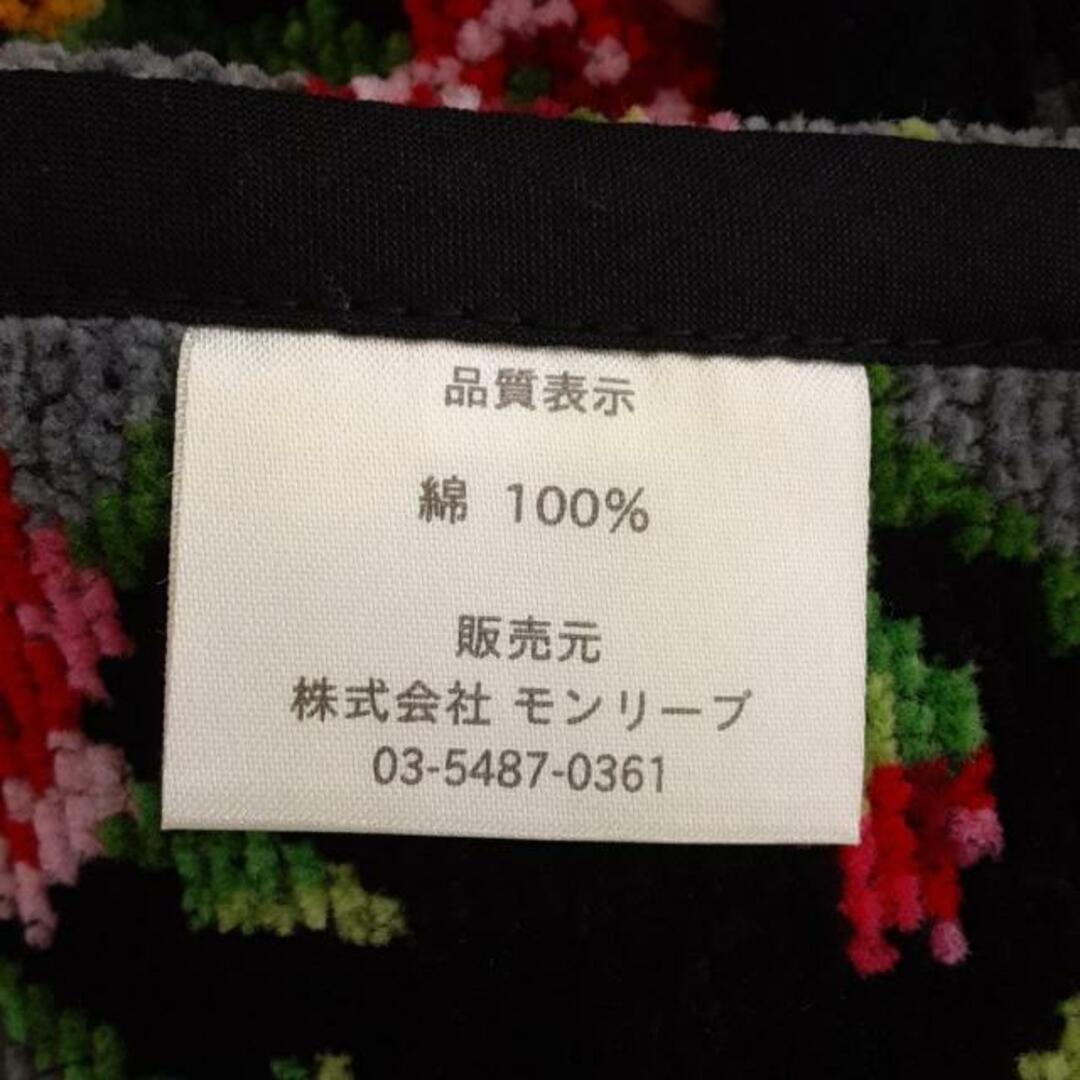 品質表示
綿 100%
販売元
株式会社 モンリーブ
03-5487-0361